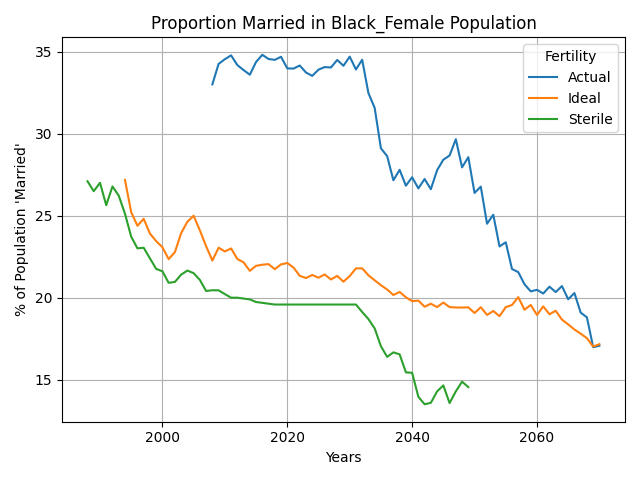 Proportion Married in Black_Female Population
% of Population 'Married'
35
30
25
20
15
Fertility
Actual
Ideal
Sterile
2000
2020
2040
2060
Years